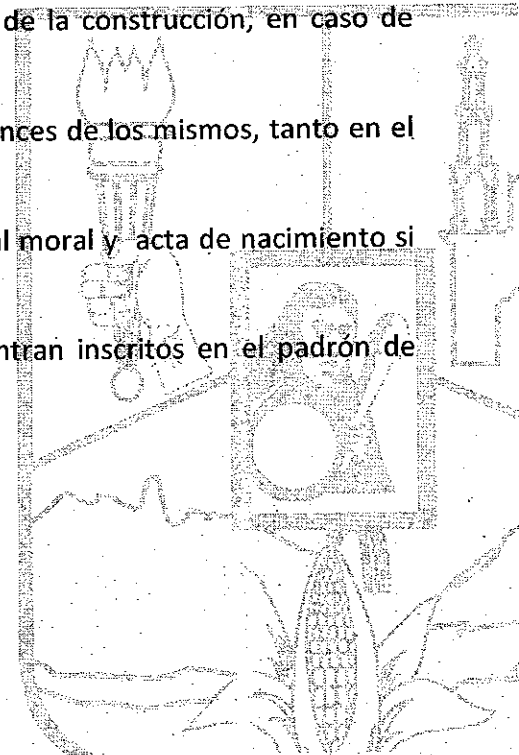 de la construcción, en caso de
nces de los mismos, tanto en el
al moral y acta de nacimiento si
ntran inscritos en el padrón de